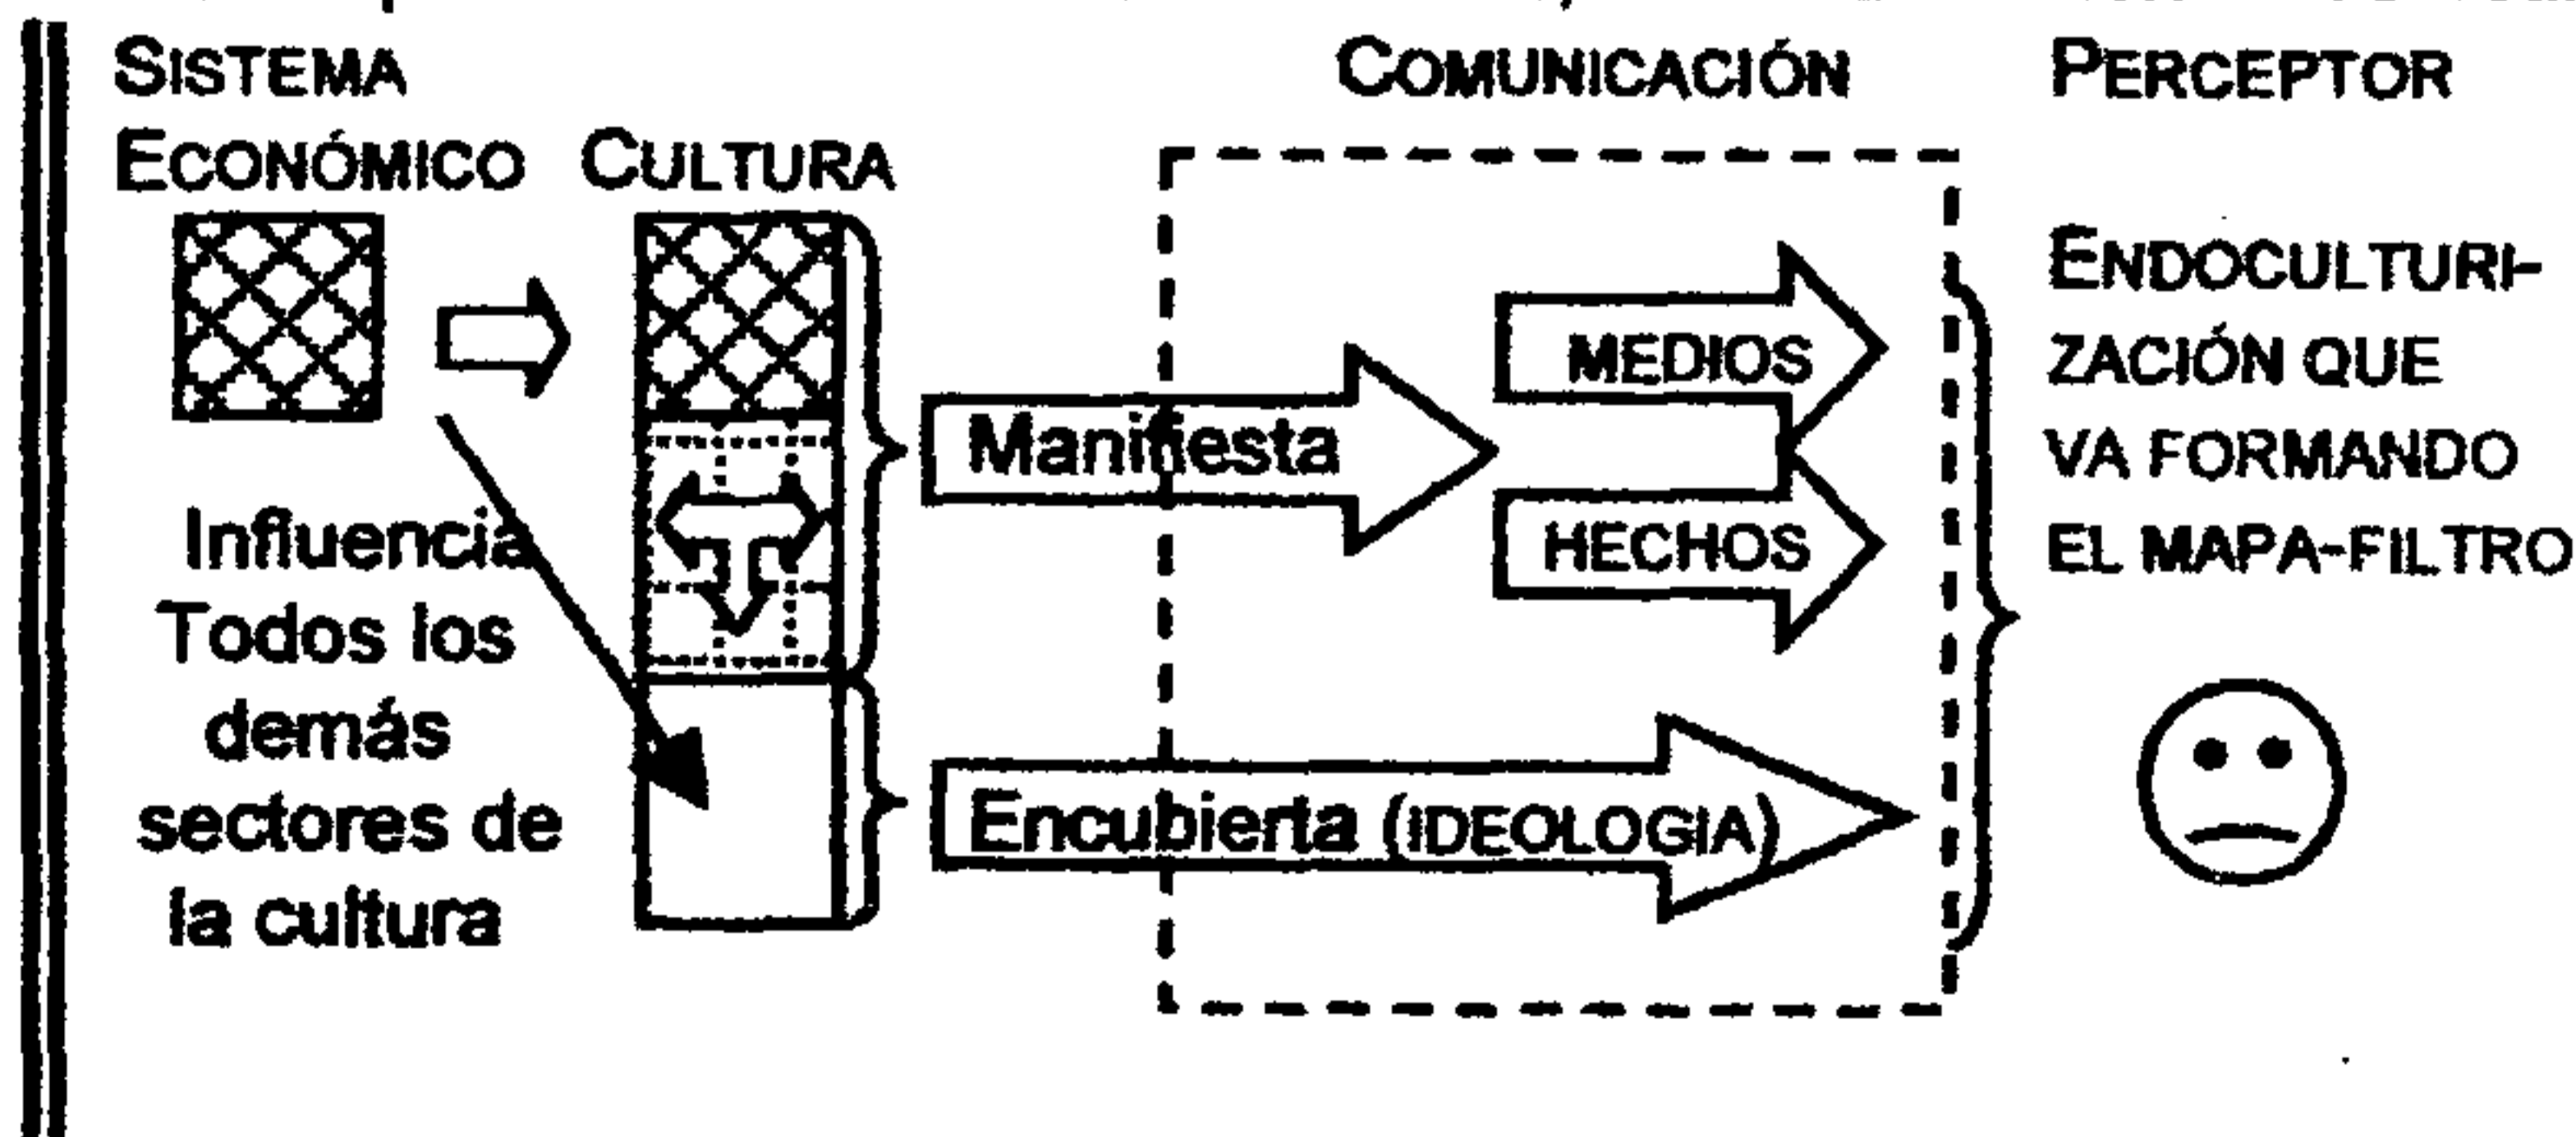 SISTEMA
ECONÓMICO
CULTURA
COMUNICACIÓN
PERCEPTOR
Influencia
Todos los
demás
sectores de
la cultura
Manifiesta
MEDIOS
HECHOS
Encubierta (IDEOLOGIA)
ENDOCULTURI-
ZACIÓN QUE
VA FORMANDO
EL MAPA-FILTRO